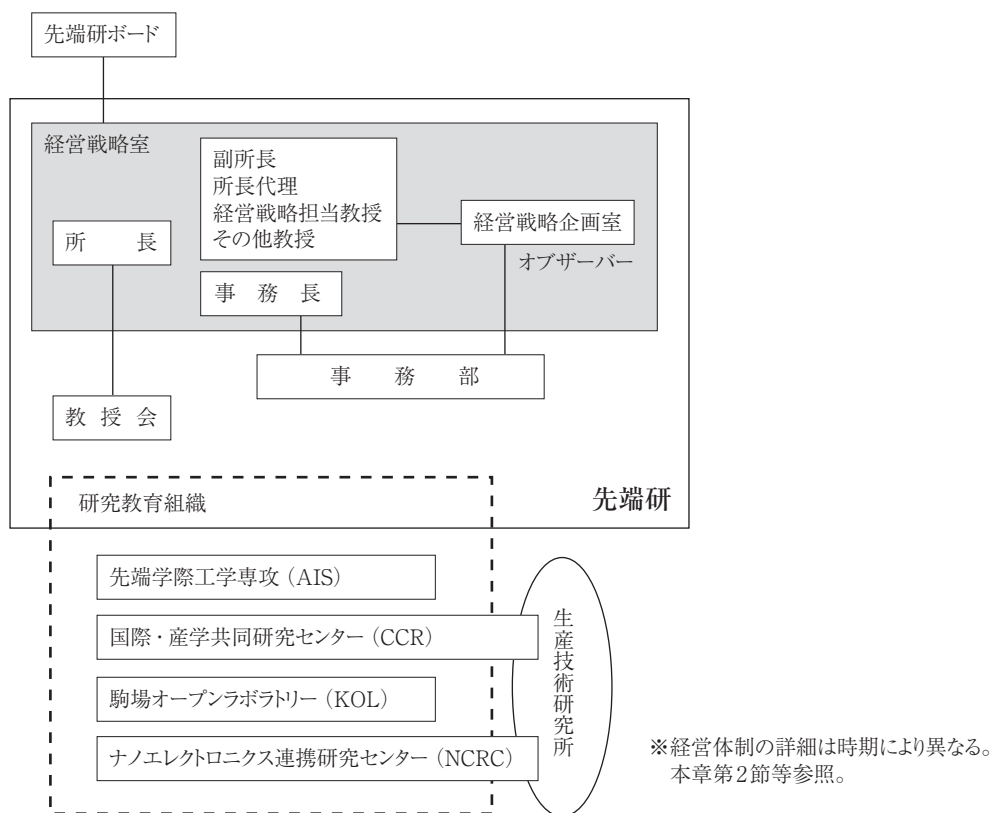 先端研ボード
経営戦略室
副所長
所長代理
経営戦略担当教授
その他教授
経営戦略企画室
オブザーバー
所　長
事 務 長
事 務 部
教 授 会
先端研
研究教育組織
先端学際工学専攻（AIS）
国際・産学共同研究センター（CCR）
駒場オープンラボラトリー（KOL）
ナノエレクトロニクス連携研究センター（NCRC）
生産技術研究所
※経営体制の詳細は時期により異なる。
本章第2節等参照。